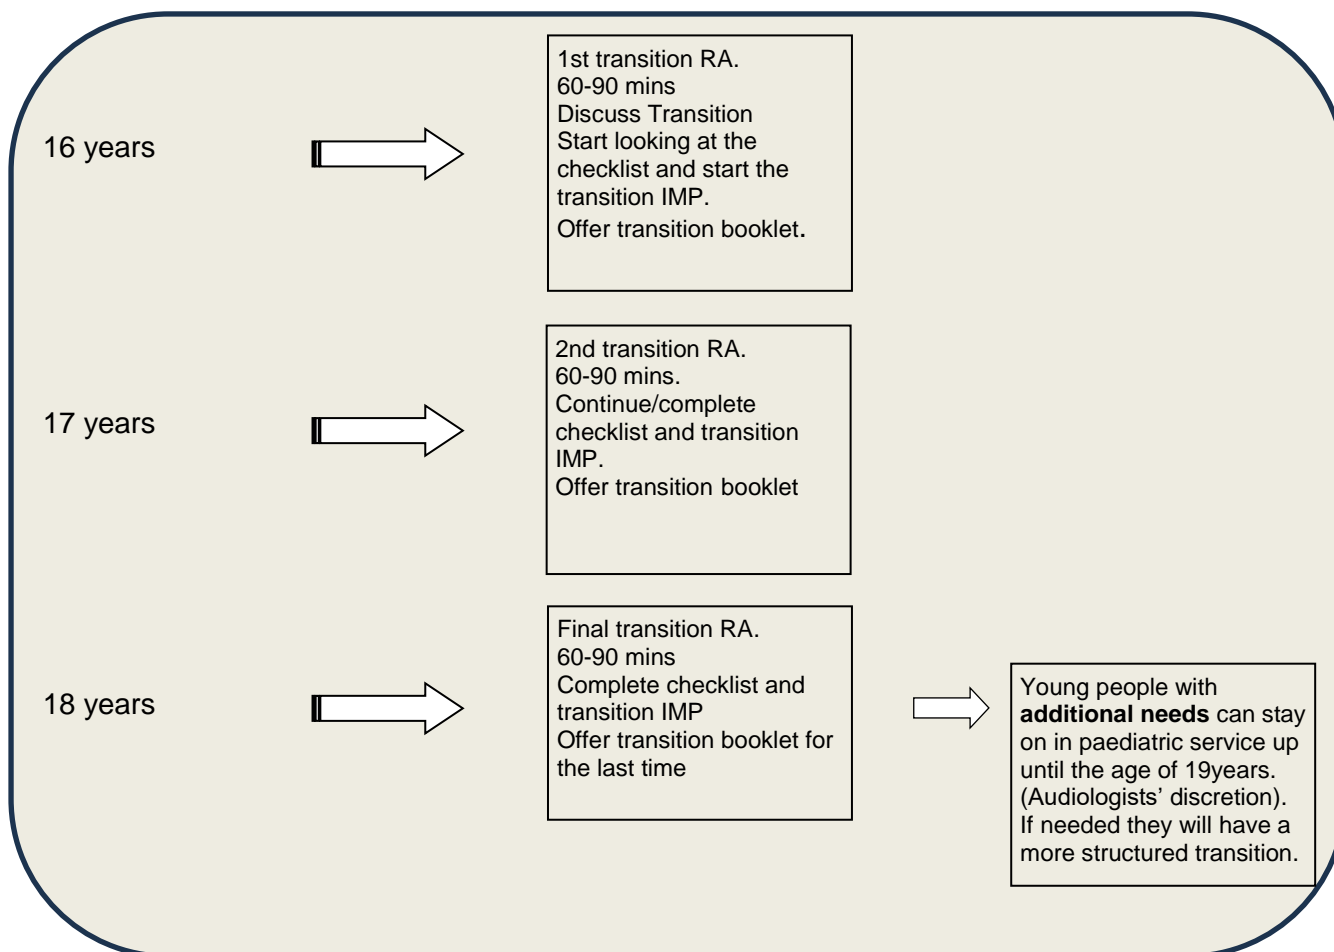 16 years
1st transition RA.
60-90 mins
Discuss Transition
Start looking at the
checklist and start the
transition IMP.
Offer transition booklet.
17 years
2nd transition RA.
60-90 mins.
Continue/complete
checklist and transition
IMP.
Offer transition booklet
18 years
Final transition RA.
60-90 mins
Complete checklist and
transition IMP
Offer transition booklet for
the last time
Young people with
additional needs can stay
on in paediatric service up
until the age of 19years.
(Audiologists’ discretion).
If needed they will have a
more structured transition.